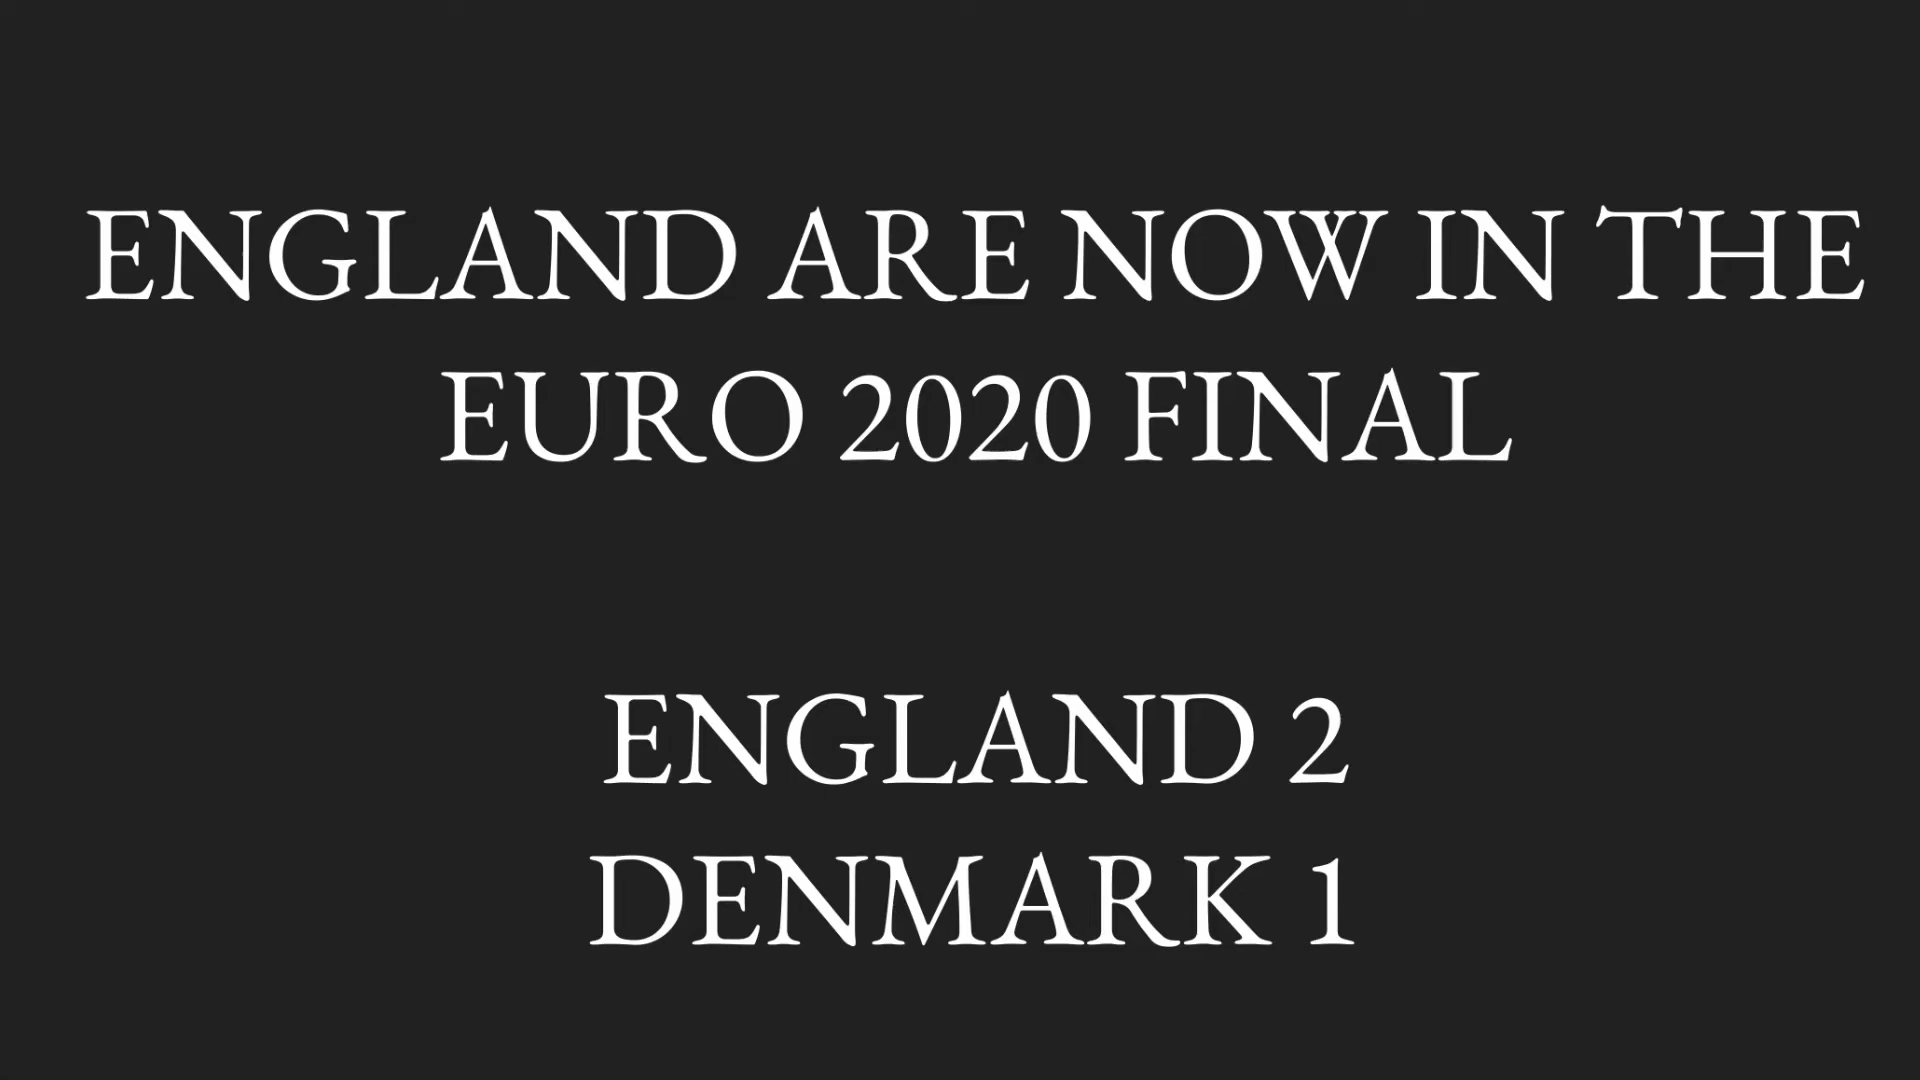 ENGLAND ARE NOW IN THE
EURO 2020 FINAL
ENGLAND 2
DENMARK 1